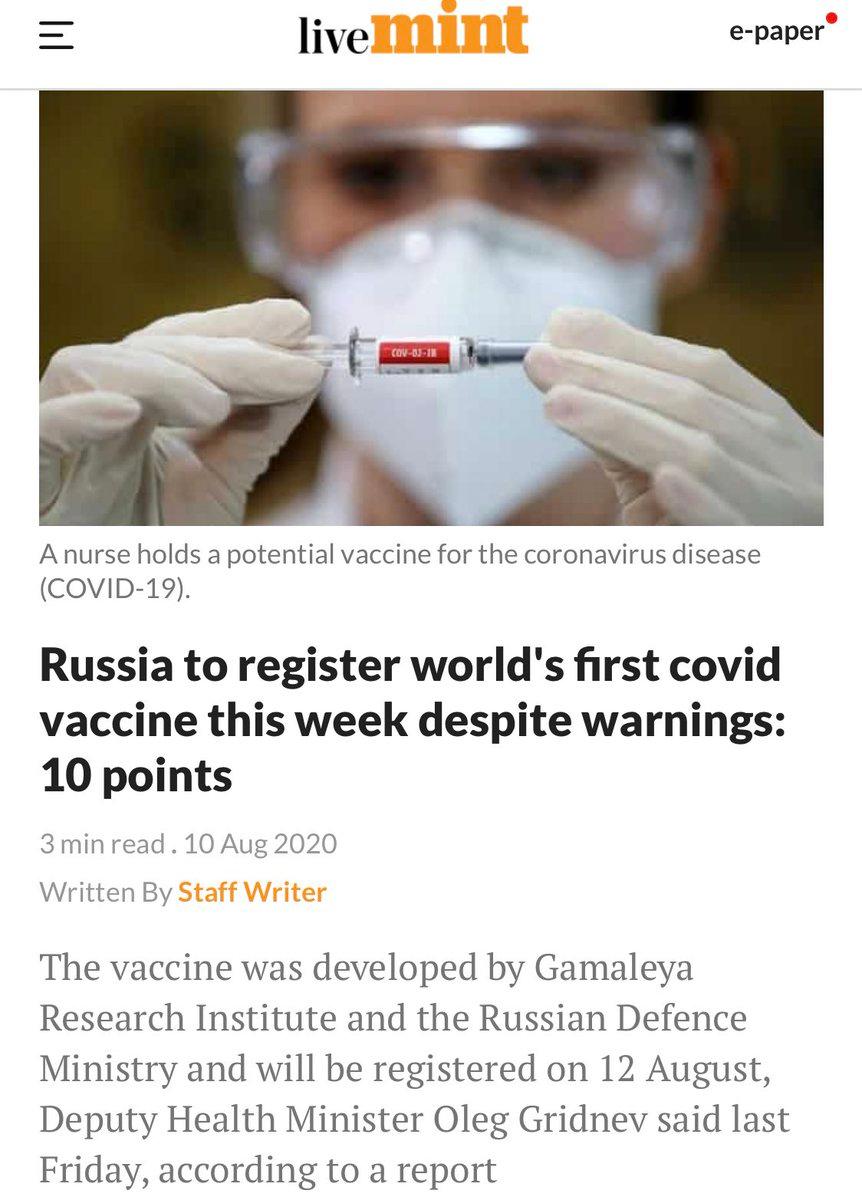 livemint
e-paper
COV-02-IB
A nurse holds a potential vaccine for the coronavirus disease
(COVID-19).
Russia to register world's first covid
vaccine this week despite warnings:
10 points
3 min read . 10 Aug 2020
Written By Staff Writer
The vaccine was developed by Gamaleya
Research Institute and the Russian Defence
Ministry and will be registered on 12 August,
Deputy Health Minister Oleg Gridnev said last
Friday, according to a report